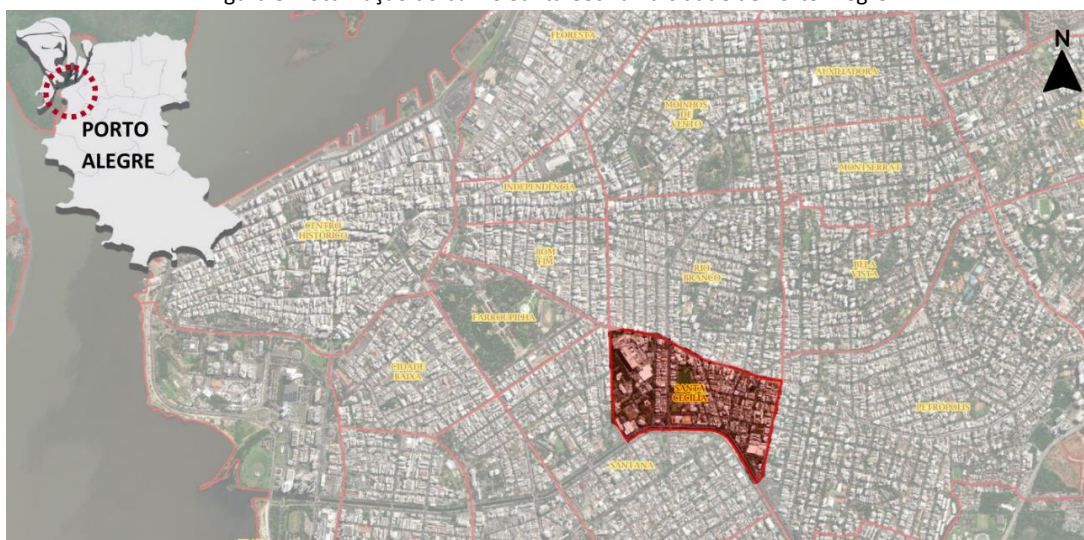 PORTO
ALEGRE
N
FLORESTA
AUXILIADORA
MOINHOS
DE
VENTO
MONTSERRAT
INDEPENDÊNCIA
CENTRO
HISTÓRICO
BOM
FIM
RIO
BRANCO
BELA
VISTA
FARROUPILHA
CIDADE
BAIXA
SANTA
CECÍLIA
PETRÓPOLIS
SANTANA